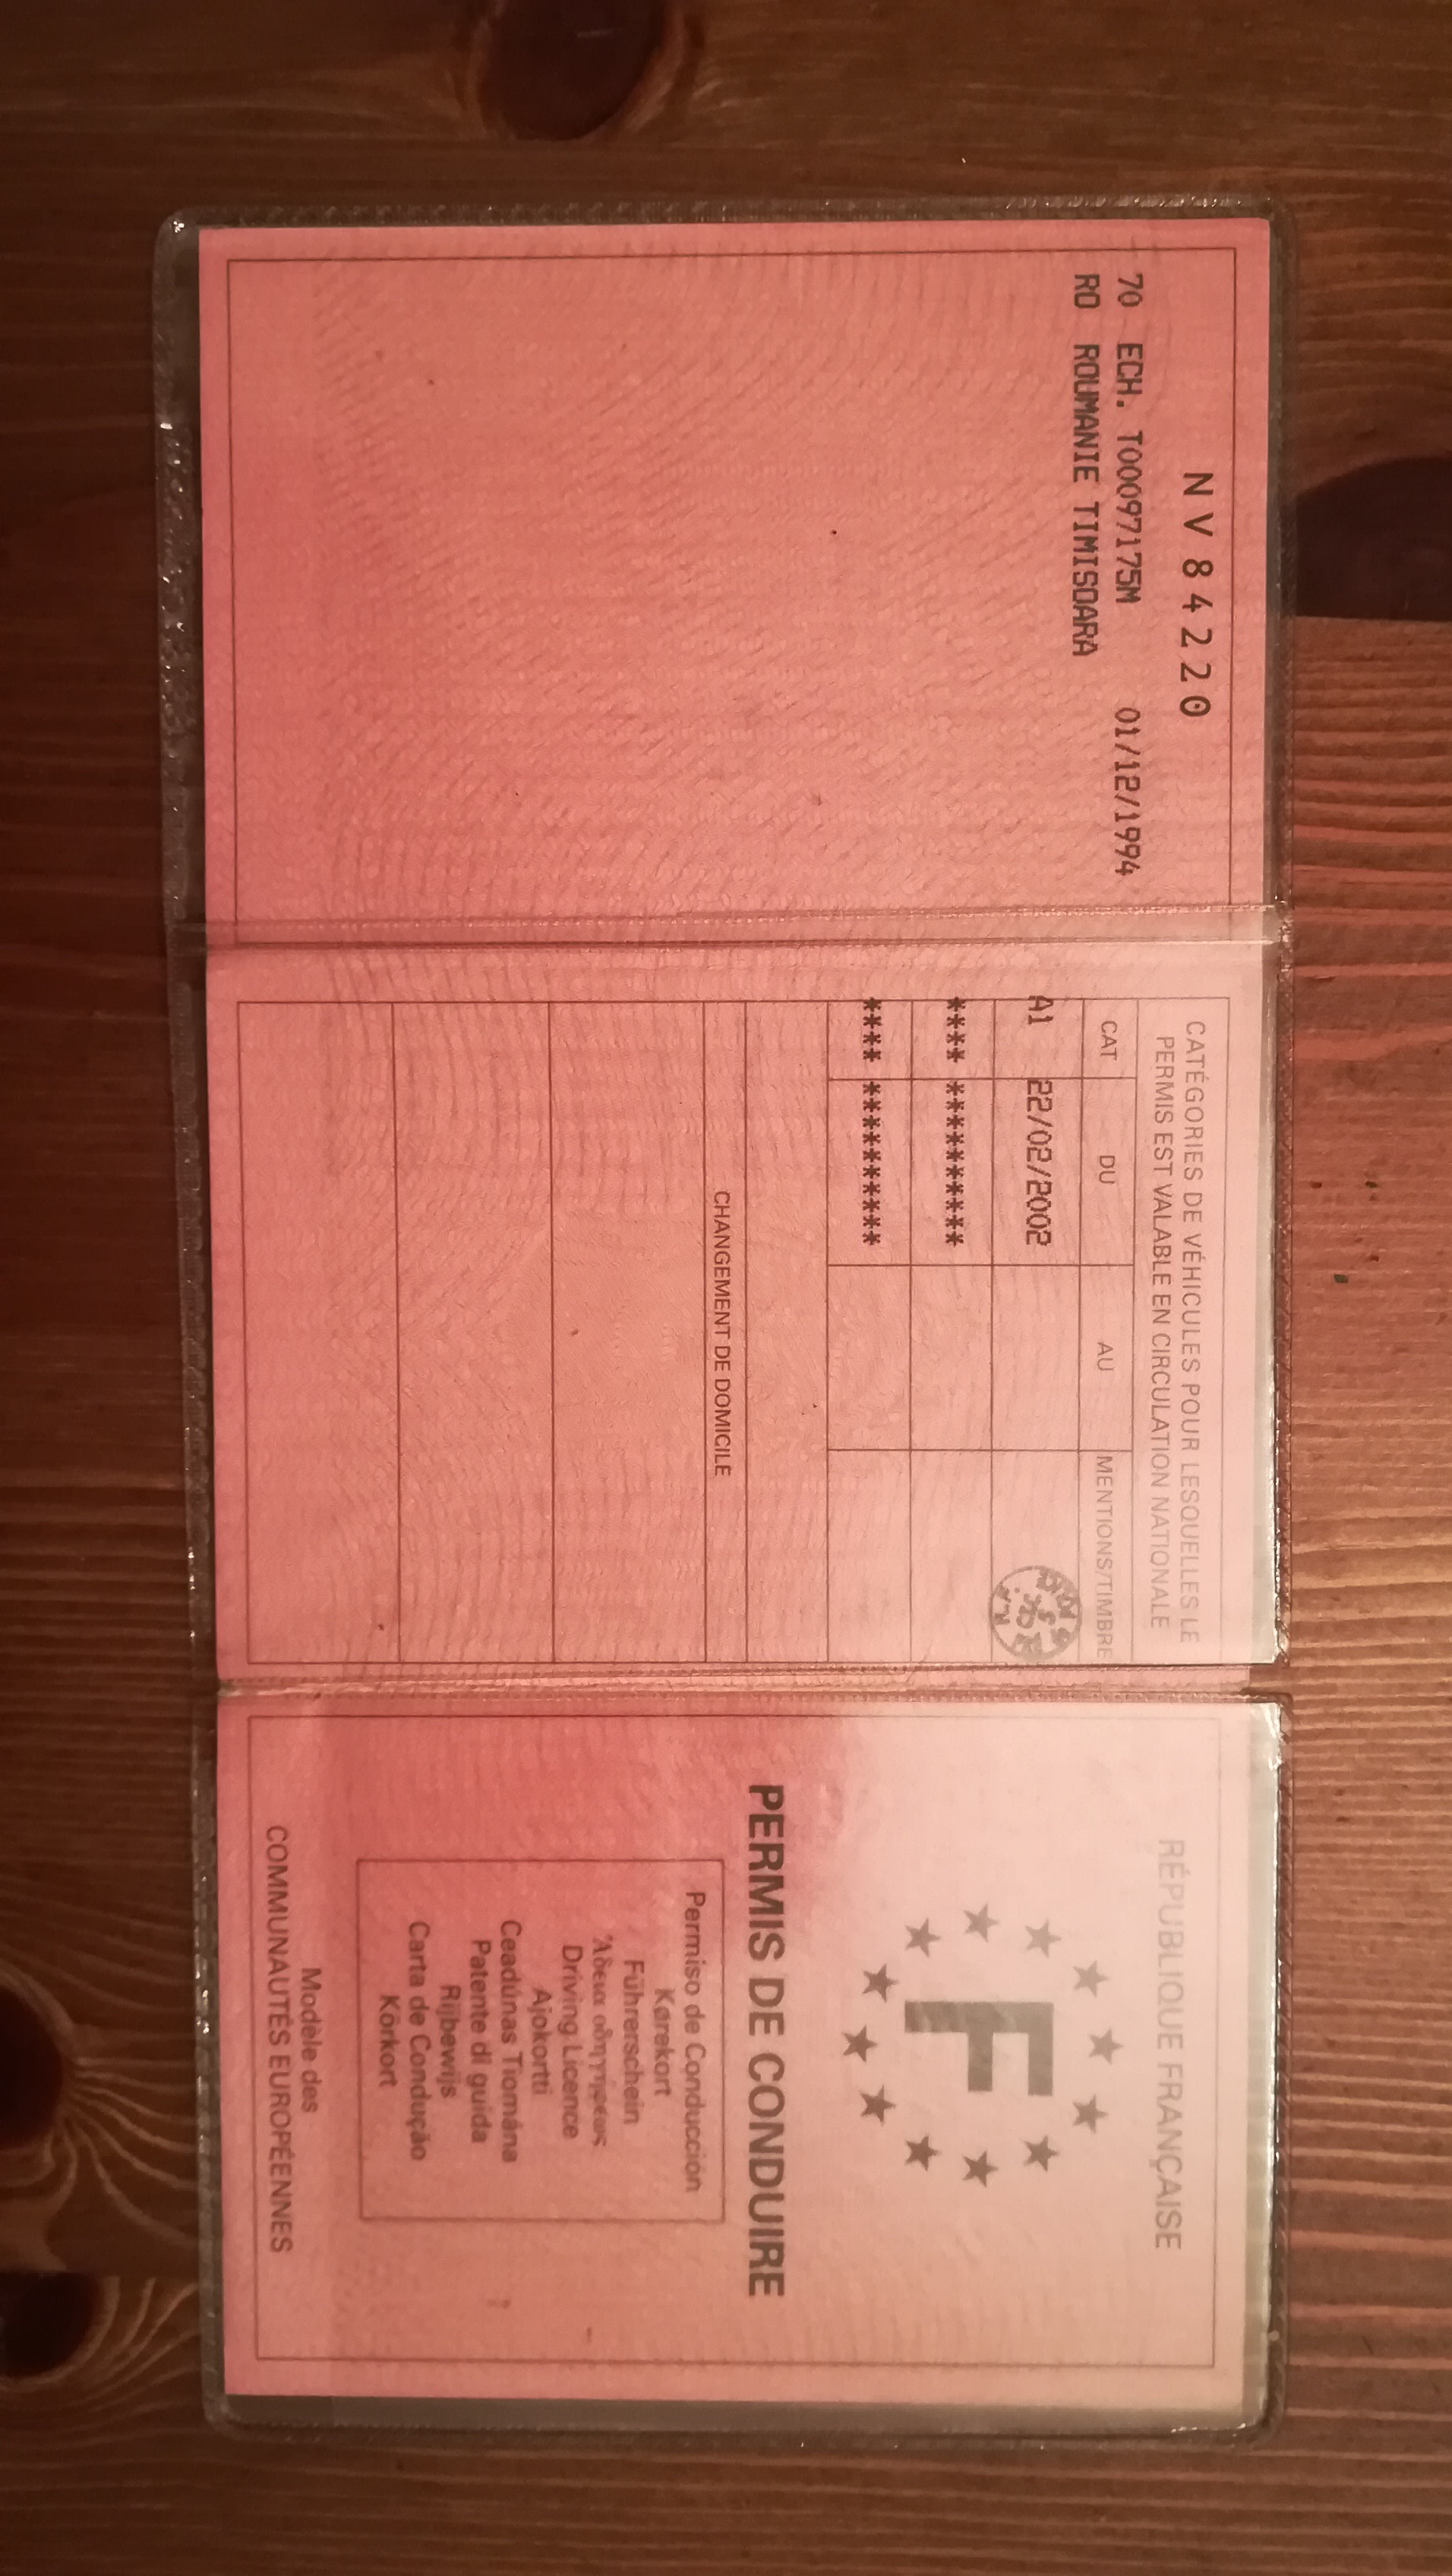 NV84220
70 ECH. T00097175M 01/12/1994
RO ROUMANIE TIMISOARA
CATÉGORIES DE VÉHICULES POUR LESQUELLES LE
PERMIS EST VALABLE EN CIRCULATION NATIONALE
CAT DU AU MENTIONS/TIMBRE
A1 22/02/2002
**** **********
**** **********
CHANGEMENT DE DOMICILE
RÉPUBLIQUE FRANÇAISE
F
PERMIS DE CONDUIRE
Permiso de Conducción
Kørekort
Führerschein
Ἄδεια οδηγήσεως
Driving Licence
Ajokortti
Ceadúnas Tiomána
Patente di guida
Rijbewijs
Carta de Condução
Körkort
Modèle des
COMMUNAUTÉS EUROPÉENNES